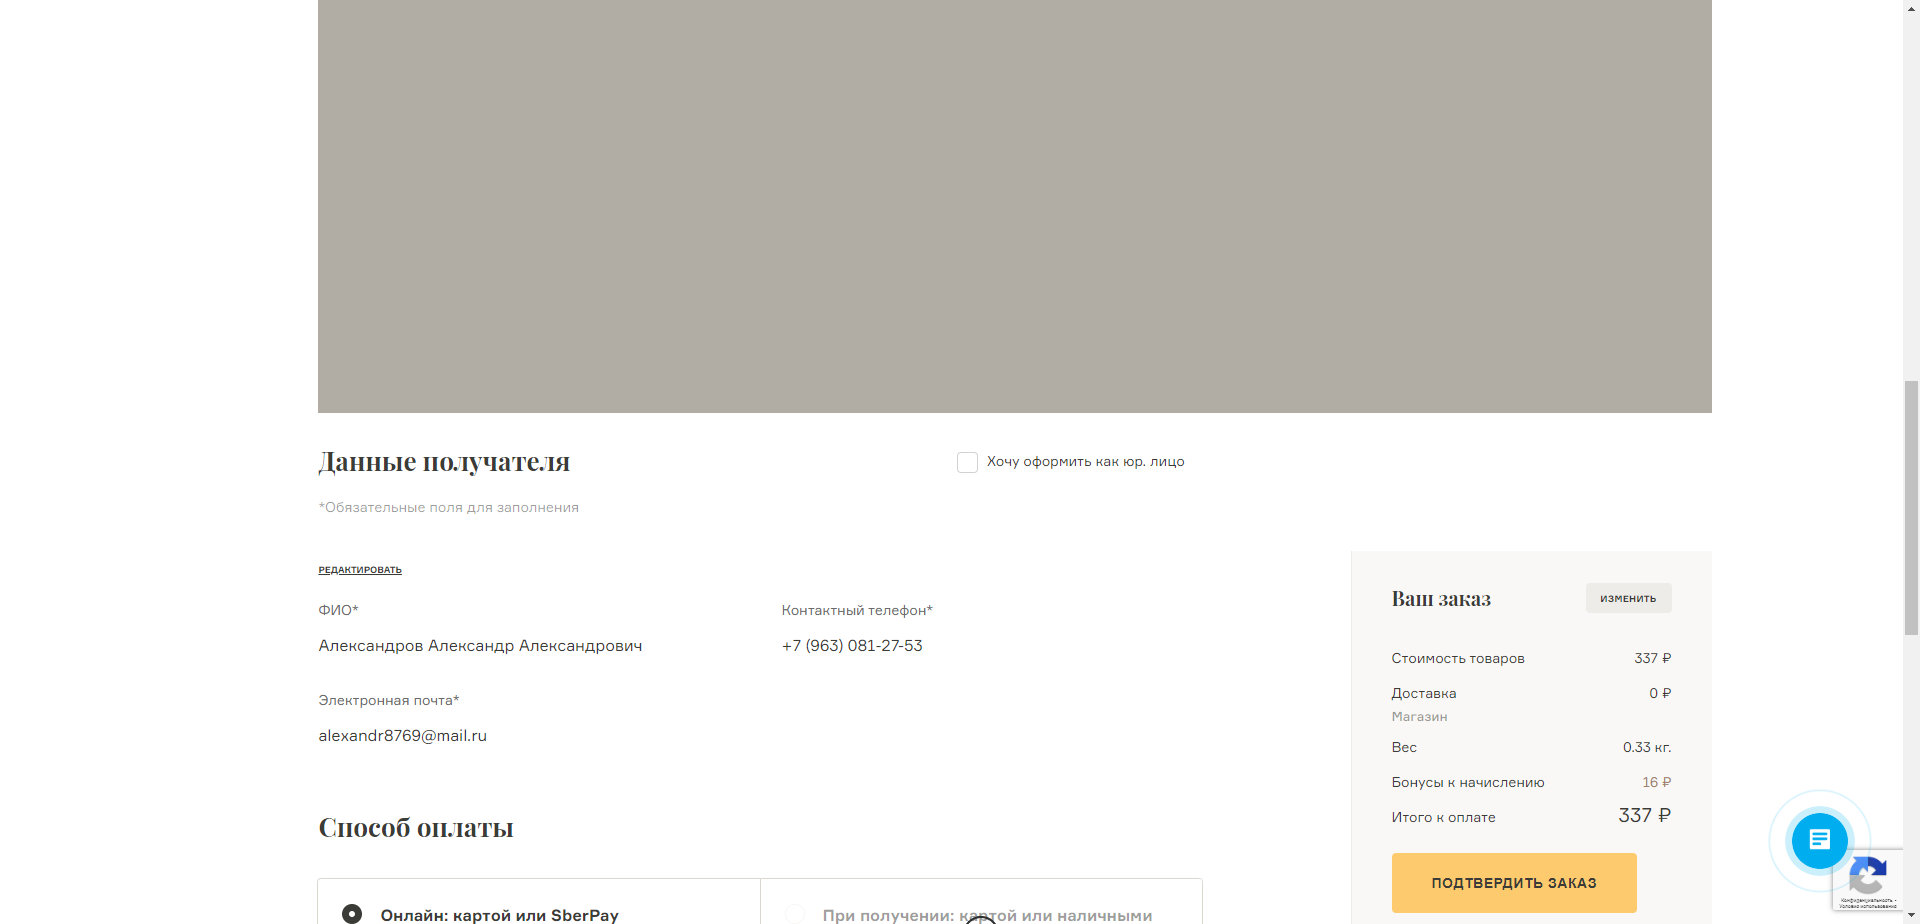 Данные получателя
Хочу оформить как юр. лицо
*Обязательные поля для заполнения
РЕДАКТИРОВАТЬ
ФИО*
Контактный телефон*
Александров Александр Александрович
+7 (963) 081-27-53
Электронная почта*
alexandr8769@mail.ru
Способ оплаты
Онлайн: картой или SberPay
При получении: картой или наличными
Ваш заказ
ИЗМЕНИТЬ
Стоимость товаров 337 ₽
Доставка 0 ₽
Магазин
Вес 0.33 кг.
Бонусы к начислению 16 ₽
Итого к оплате 337 ₽
ПОДТВЕРДИТЬ ЗАКАЗ
Конфиденциальность -
Условия использования